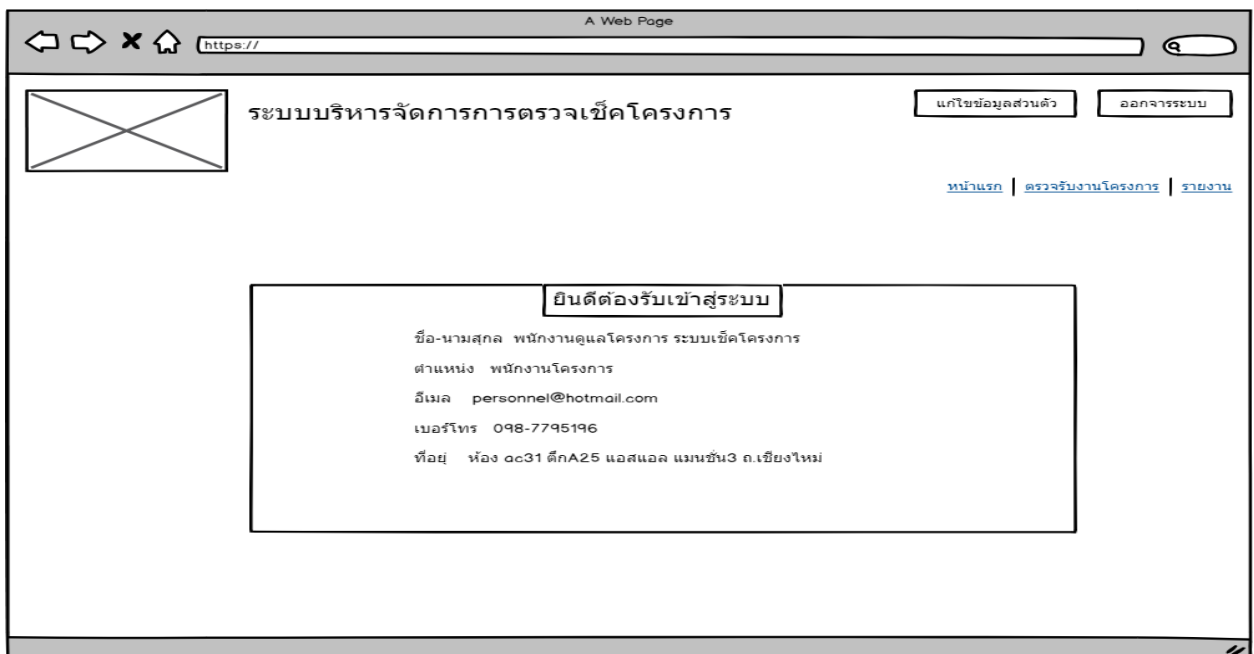 A Web Page
https://
ระบบบริหารจัดการการตรวจเช็คโครงการ
แก้ไขข้อมูลส่วนตัว ออกจารระบบ
หน้าแรก ตรวจรับงานโครงการ รายงาน
ยินดีต้องรับเข้าสู่ระบบ
ชื่อ-นามสุกล พนักงานดูแลโครงการ ระบบเช็คโครงการ
ตำแหน่ง พนักงานโครงการ
อีเมล personnel@hotmail.com
เบอร์โทร 098-7795196
ที่อยุ่ ห้อง ac31 ตึกA25 แอสแอล แมนชั่น3 ถ.เชียงใหม่